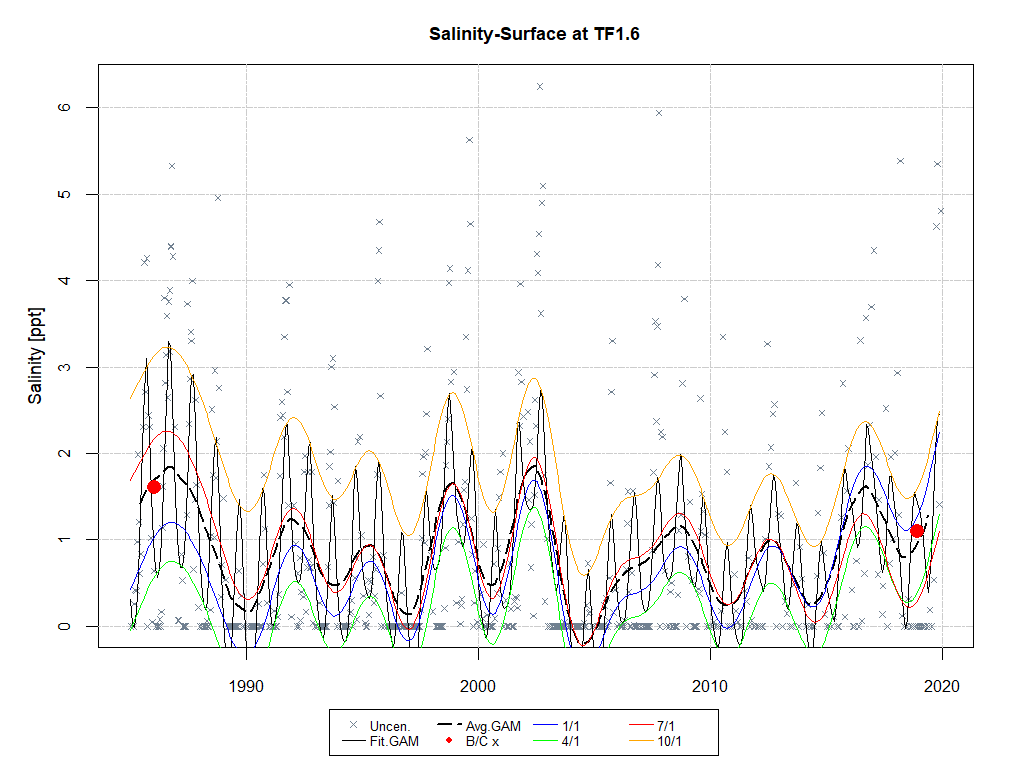 Salinity-Surface at TF1.6
Salinity [ppt]
6
5
4
3
2
1
0
1990 2000 2010 2020
Uncen. Avg.GAM 1/1 7/1
Fit.GAM B/C x 4/1 10/1